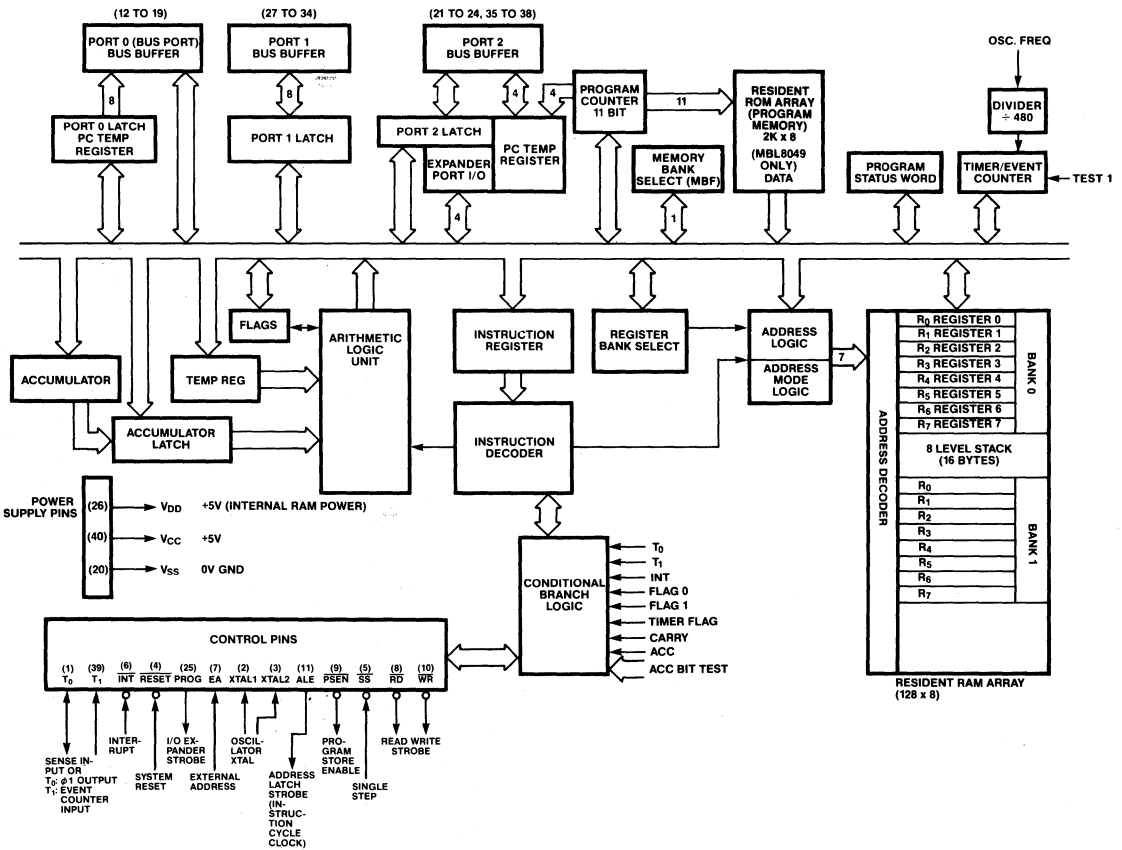 (12 TO 19)
(27 TO 34)
(21 TO 24, 35 TO 38)
PORT 0 (BUS PORT)
BUS BUFFER
PORT 1
BUS BUFFER
PORT 2
BUS BUFFER
OSC. FREQ
8
8
4
4
11
PORT 0 LATCH
PC TEMP
REGISTER
PORT 1 LATCH
PORT 2 LATCH
EXPANDER
PORT I/O
PC TEMP
REGISTER
PROGRAM
COUNTER
11 BIT
RESIDENT
ROM ARRAY
(PROGRAM
MEMORY)
2K x 8
(MBL8049
ONLY)
DATA
MEMORY
BANK
SELECT (MBF)
DIVIDER
÷ 480
PROGRAM
STATUS WORD
TIMER/EVENT
COUNTER
TEST 1
4
1
FLAGS
ARITHMETIC
LOGIC
UNIT
INSTRUCTION
REGISTER
REGISTER
BANK SELECT
ADDRESS
LOGIC
ADDRESS
MODE
LOGIC
7
ACCUMULATOR
TEMP REG
ACCUMULATOR
LATCH
INSTRUCTION
DECODER
ADDRESS DECODER
R0 REGISTER 0
R1 REGISTER 1
R2 REGISTER 2
R3 REGISTER 3
R4 REGISTER 4
R5 REGISTER 5
R6 REGISTER 6
R7 REGISTER 7
BANK 0
8 LEVEL STACK
(16 BYTES)
R0
R1
R2
R3
R4
R5
R6
R7
BANK 1
RESIDENT RAM ARRAY
(128 x 8)
POWER
SUPPLY PINS
(26) VDD +5V (INTERNAL RAM POWER)
(40) VCC +5V
(20) VSS 0V GND
CONDITIONAL
BRANCH
LOGIC
T0
T1
INT
FLAG 0
FLAG 1
TIMER FLAG
CARRY
ACC
ACC BIT TEST
CONTROL PINS
(1) (39) (6) (4) (25) (7) (2) (3) (11) (9) (5) (8) (10)
T0 T1 INT RESET PROG EA XTAL1 XTAL2 ALE PSEN SS RD WR
SENSE IN-
PUT OR
T0: φ1 OUTPUT
T1: EVENT
COUNTER
INPUT
INTER-
RUPT
SYSTEM
RESET
I/O EX-
PANDER
STROBE
EXTERNAL
ADDRESS
OSCIL-
LATOR
XTAL
ADDRESS
LATCH
STROBE
(IN-
STRUC-
TION
CYCLE
CLOCK)
PRO-
GRAM
STORE
ENABLE
SINGLE
STEP
READ WRITE
STROBE